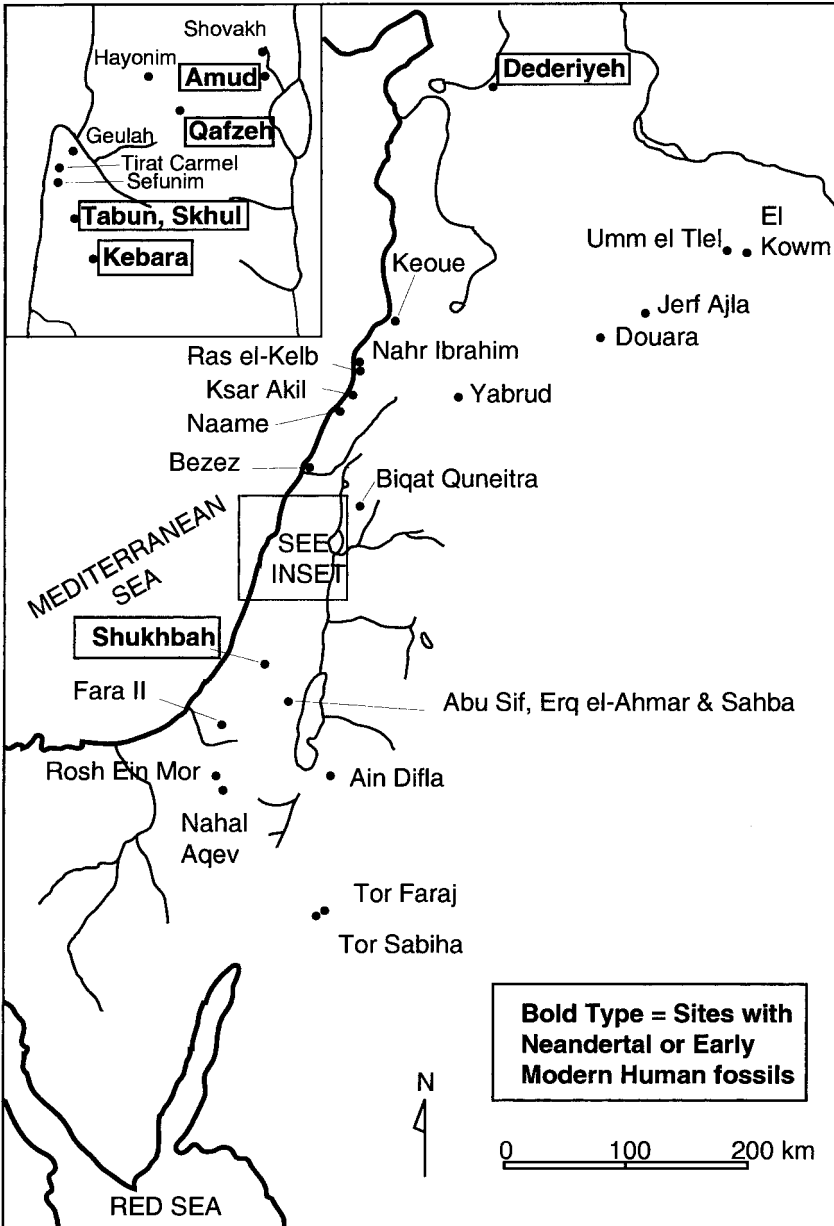 Shovakh
Hayonim
Amud
Qafzeh
Geulah
Tirat Carmel
Sefunim
Tabun, Skhul
Kebara
Dederiyeh
Umm el Tlel
El
Kowm
Keoue
Jerf Ajla
Douara
Nahr Ibrahim
Ras el-Kelb
Ksar Akil
Yabrud
Naame
Bezez
Biqat Quneitra
MEDITERRANEAN
SEA
SEE
INSET
Shukhbah
Fara II
Abu Sif, Erq el-Ahmar & Sahba
Rosh Ein Mor
Ain Difla
Nahal
Aqev
Tor Faraj
Tor Sabiha
Bold Type = Sites with
Neandertal or Early
Modern Human fossils
N
0 100 200 km
RED SEA